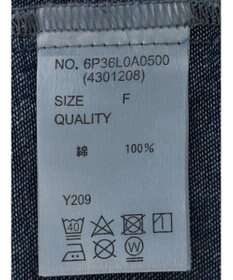 NO. 6P36L0A0500
(4301208)
SIZE F
QUALITY
綿 100%
Y209
40
W